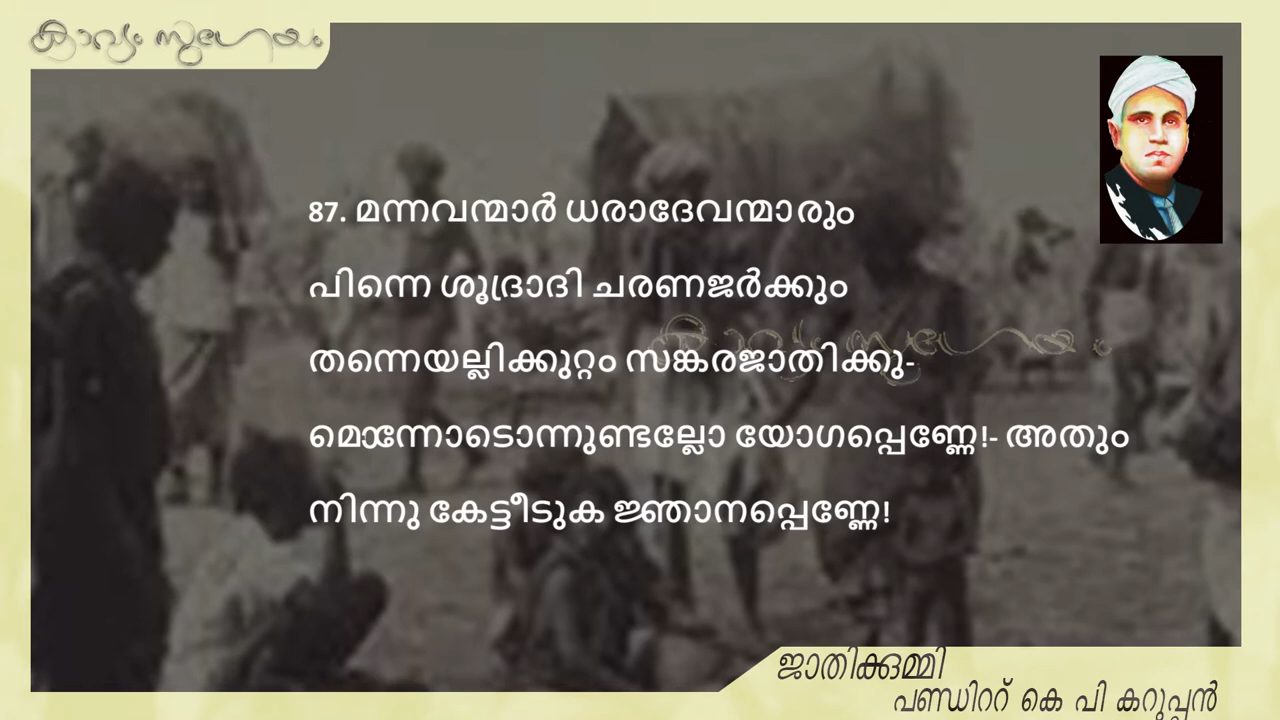 കാവ്യം സുഗേയം
87. മന്നവന്മാർ ധരാദേവന്മാരും
പിന്നെ ശൂദ്രാദി ചരണജർക്കും
കാവ്യം സുഗേയം
തന്നെയല്ലിക്കുറ്റം സങ്കരജാതിക്കു-
മൊന്നോടൊന്നുണ്ടല്ലോ യോഗപ്പെണ്ണേ!- അതും
നിന്നു കേട്ടീടുക ജ്ഞാനപ്പെണ്ണേ!
ജാതിക്കുമ്മി
പണ്ഡിററ് കെ പി കറുപ്പൻ